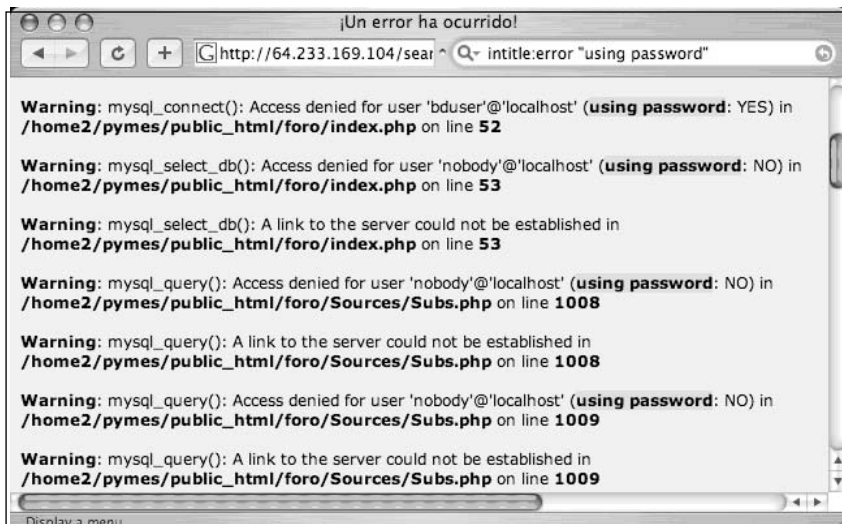 ¡Un error ha ocurrido!
G http://64.233.169.104/sear Q intitle:error "using password"
Warning: mysql_connect(): Access denied for user 'bduser'@'localhost' (using password: YES) in
/home2/pymes/public_html/foro/index.php on line 52
Warning: mysql_select_db(): Access denied for user 'nobody'@'localhost' (using password: NO) in
/home2/pymes/public_html/foro/index.php on line 53
Warning: mysql_select_db(): A link to the server could not be established in
/home2/pymes/public_html/foro/index.php on line 53
Warning: mysql_query(): Access denied for user 'nobody'@'localhost' (using password: NO) in
/home2/pymes/public_html/foro/Sources/Subs.php on line 1008
Warning: mysql_query(): A link to the server could not be established in
/home2/pymes/public_html/foro/Sources/Subs.php on line 1008
Warning: mysql_query(): Access denied for user 'nobody'@'localhost' (using password: NO) in
/home2/pymes/public_html/foro/Sources/Subs.php on line 1009
Warning: mysql_query(): A link to the server could not be established in
/home2/pymes/public_html/foro/Sources/Subs.php on line 1009
Display a menu